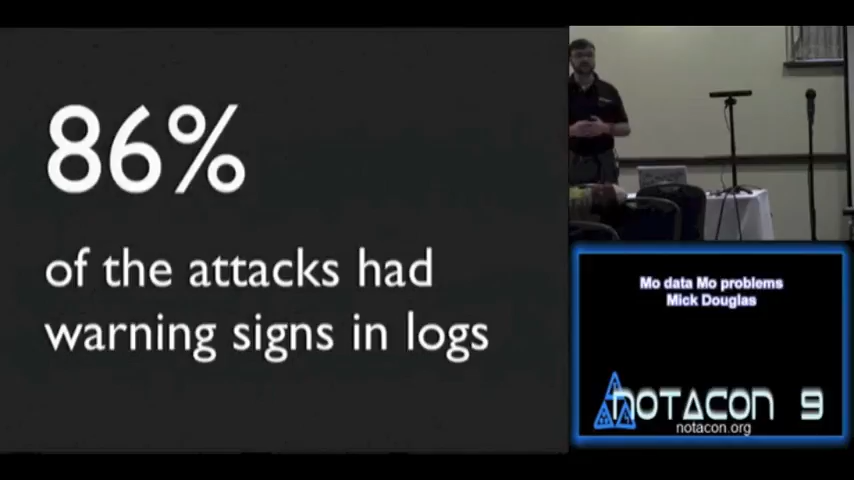 86%
of the attacks had
warning signs in logs
Mo data Mo problems
Mick Douglas
NOTACON 9
notacon.org